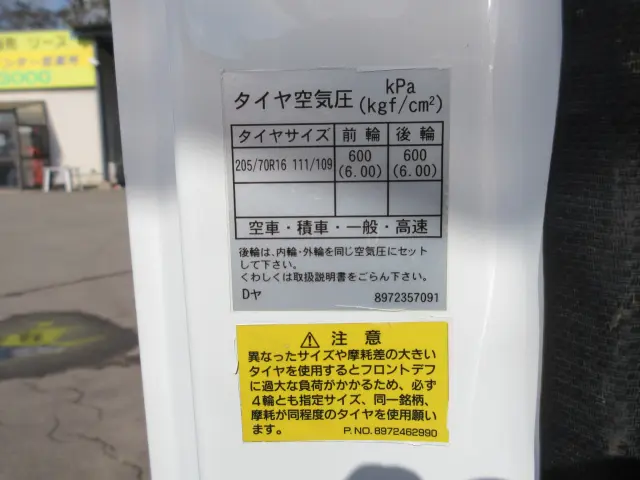 タイヤ空気圧 kPa
(kgf/cm²)
タイヤサイズ 前輪 後輪
205/70R16 111/109 600 (6.00) 600 (6.00)
空車・積車・一般・高速
後輪は、内輪・外輪を同じ空気圧にセット
して下さい。
くわしくは取扱説明書をごらん下さい。
Dヤ 8972357091
⚠ 注意
異なったサイズや摩耗差の大きい
タイヤを使用するとフロントデフ
に過大な負荷がかかるため、必ず
4輪とも指定サイズ、同一銘柄、
摩耗が同程度のタイヤを使用願い
ます。
P.NO.8972462990